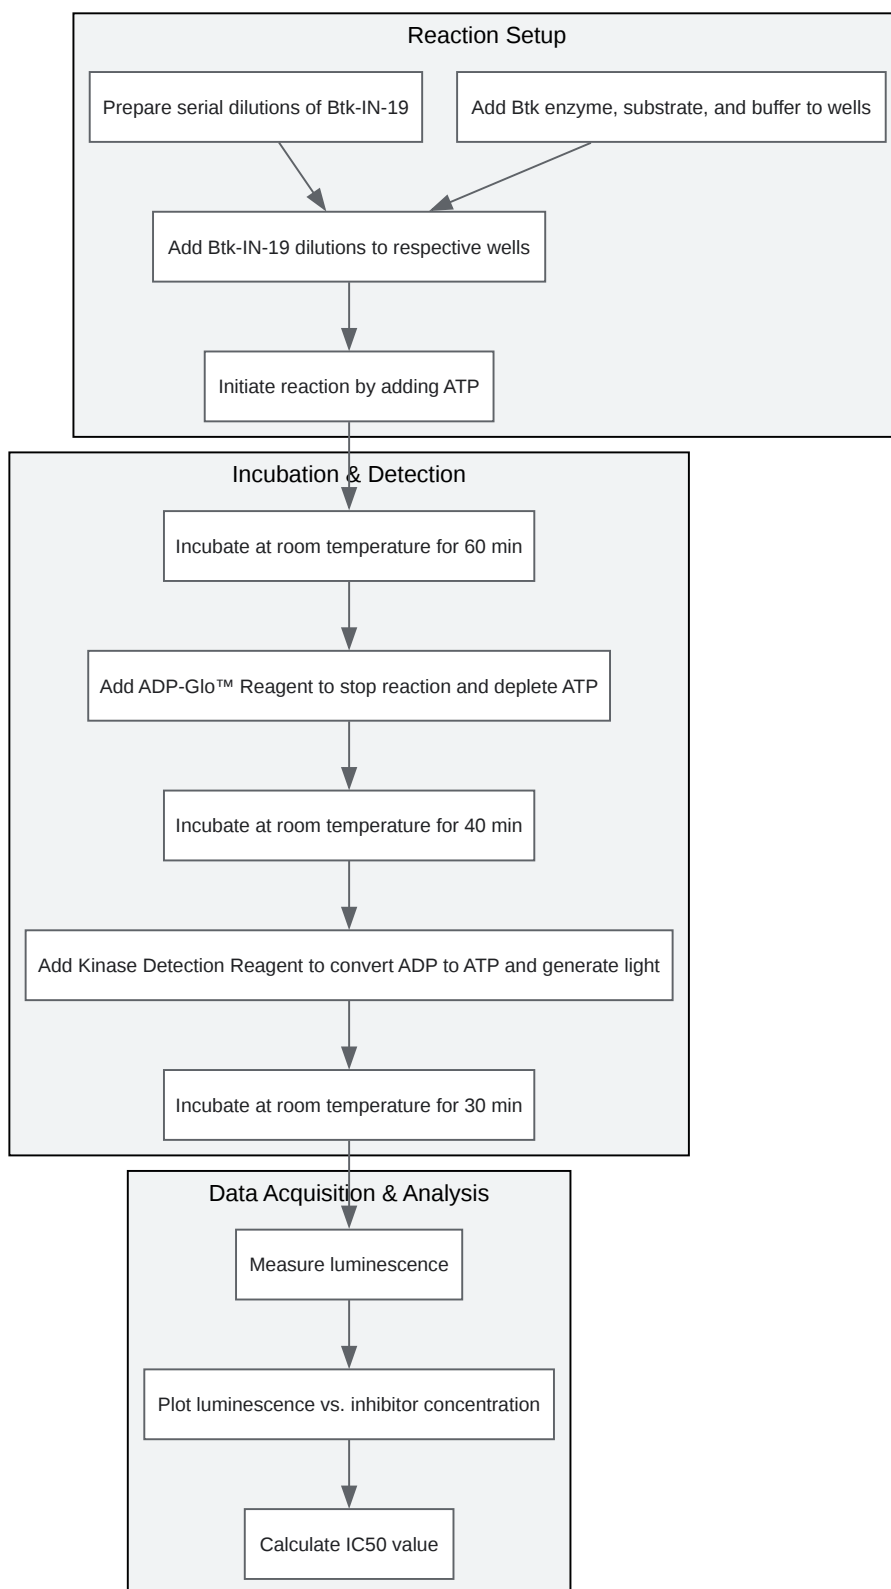 Reaction Setup
Prepare serial dilutions of Btk-IN-19
Add Btk enzyme, substrate, and buffer to wells
Add Btk-IN-19 dilutions to respective wells
Initiate reaction by adding ATP
Incubation & Detection
Incubate at room temperature for 60 min
Add ADP-Glo™ Reagent to stop reaction and deplete ATP
Incubate at room temperature for 40 min
Add Kinase Detection Reagent to convert ADP to ATP and generate light
Incubate at room temperature for 30 min
Data Acquisition & Analysis
Measure luminescence
Plot luminescence vs. inhibitor concentration
Calculate IC50 value